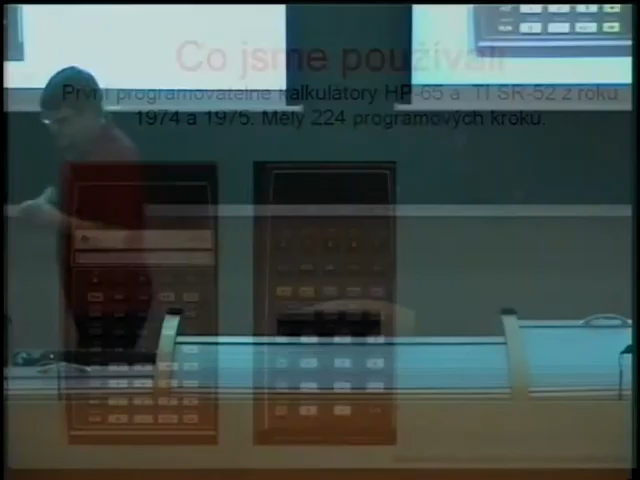 Co jsme používali
První programovatelné kalkulátory HP-65 a TI SR-52 z roku
1974 a 1975. Měly 224 programových kroků.